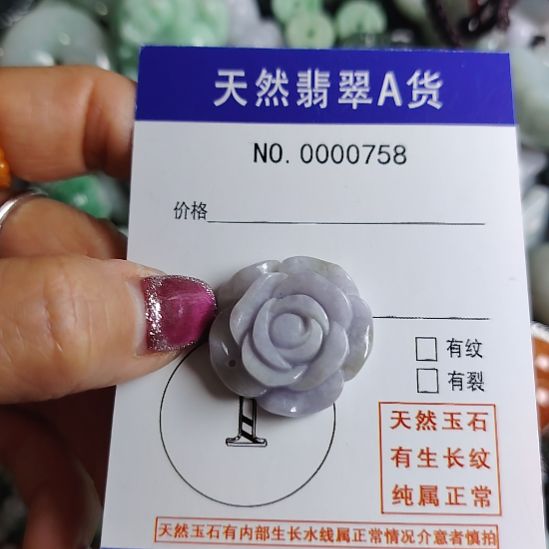 天然翡翠A货
NO.0000758
价格
有纹
有裂
天然玉石
有生长纹
纯属正常
天然玉石有内部生长水线属正常情况介意者慎拍